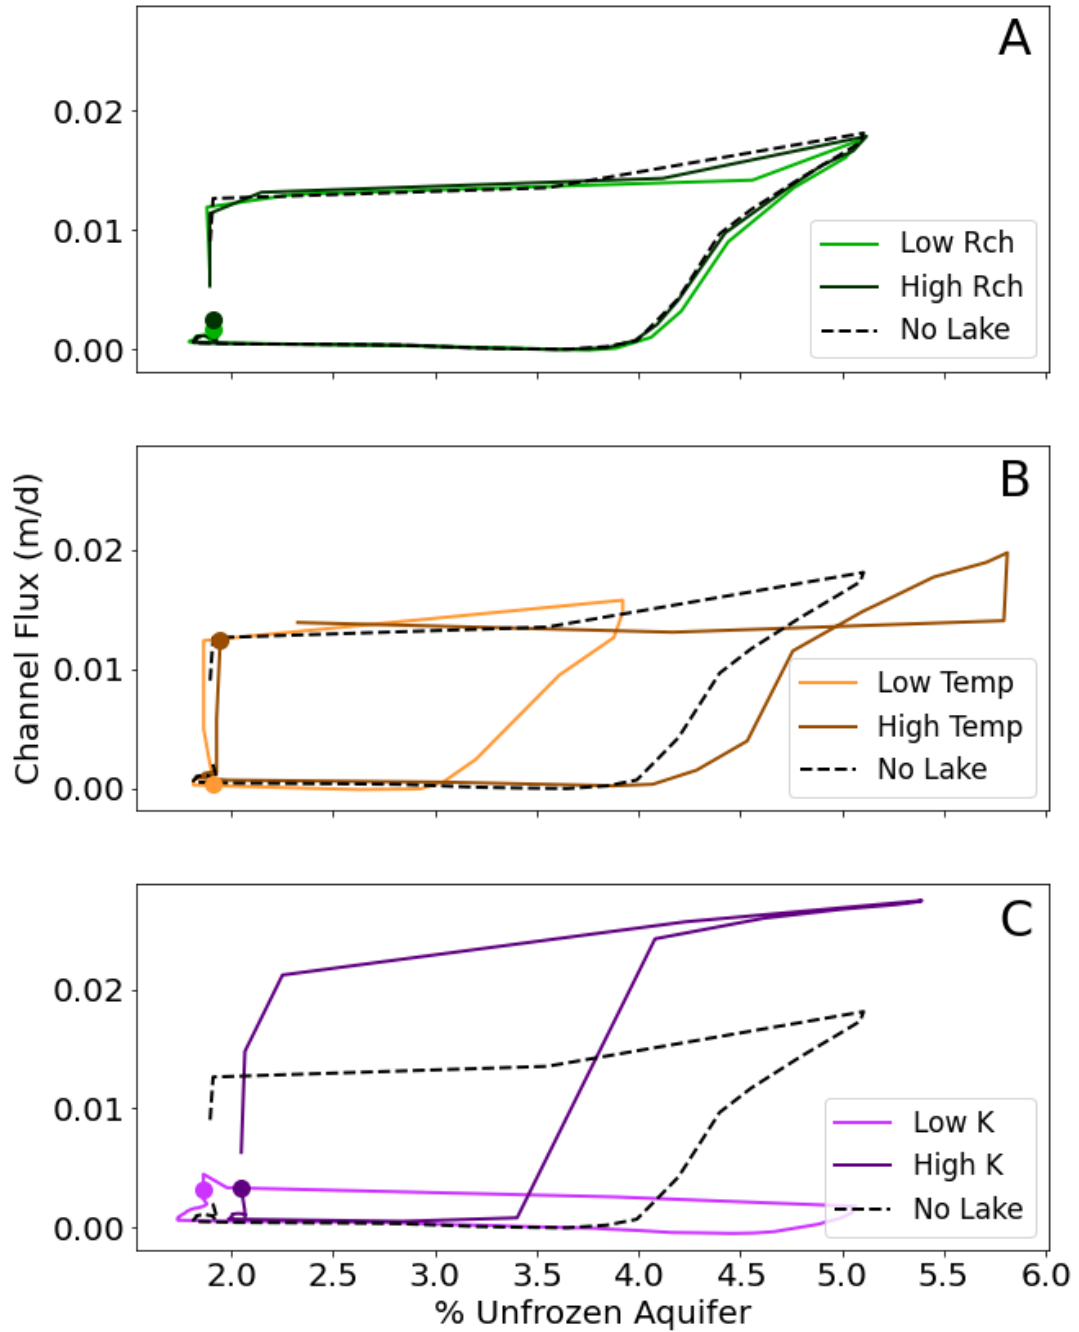 A
0.02
0.01
0.00
Low Rch
High Rch
No Lake
B
0.02
0.01
0.00
Low Temp
High Temp
No Lake
Channel Flux (m/d)
C
0.02
0.01
0.00
Low K
High K
No Lake
2.0 2.5 3.0 3.5 4.0 4.5 5.0 5.5 6.0
% Unfrozen Aquifer